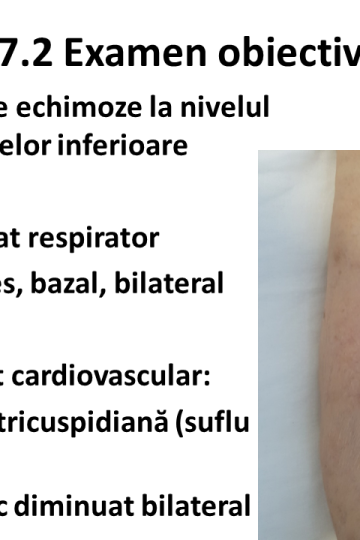 7.2 Examen obiectiv
e echimoze la nivelul
elor inferioare
at respirator
es, bazal, bilateral
t cardiovascular:
tricuspidiană (suflu
c diminuat bilateral